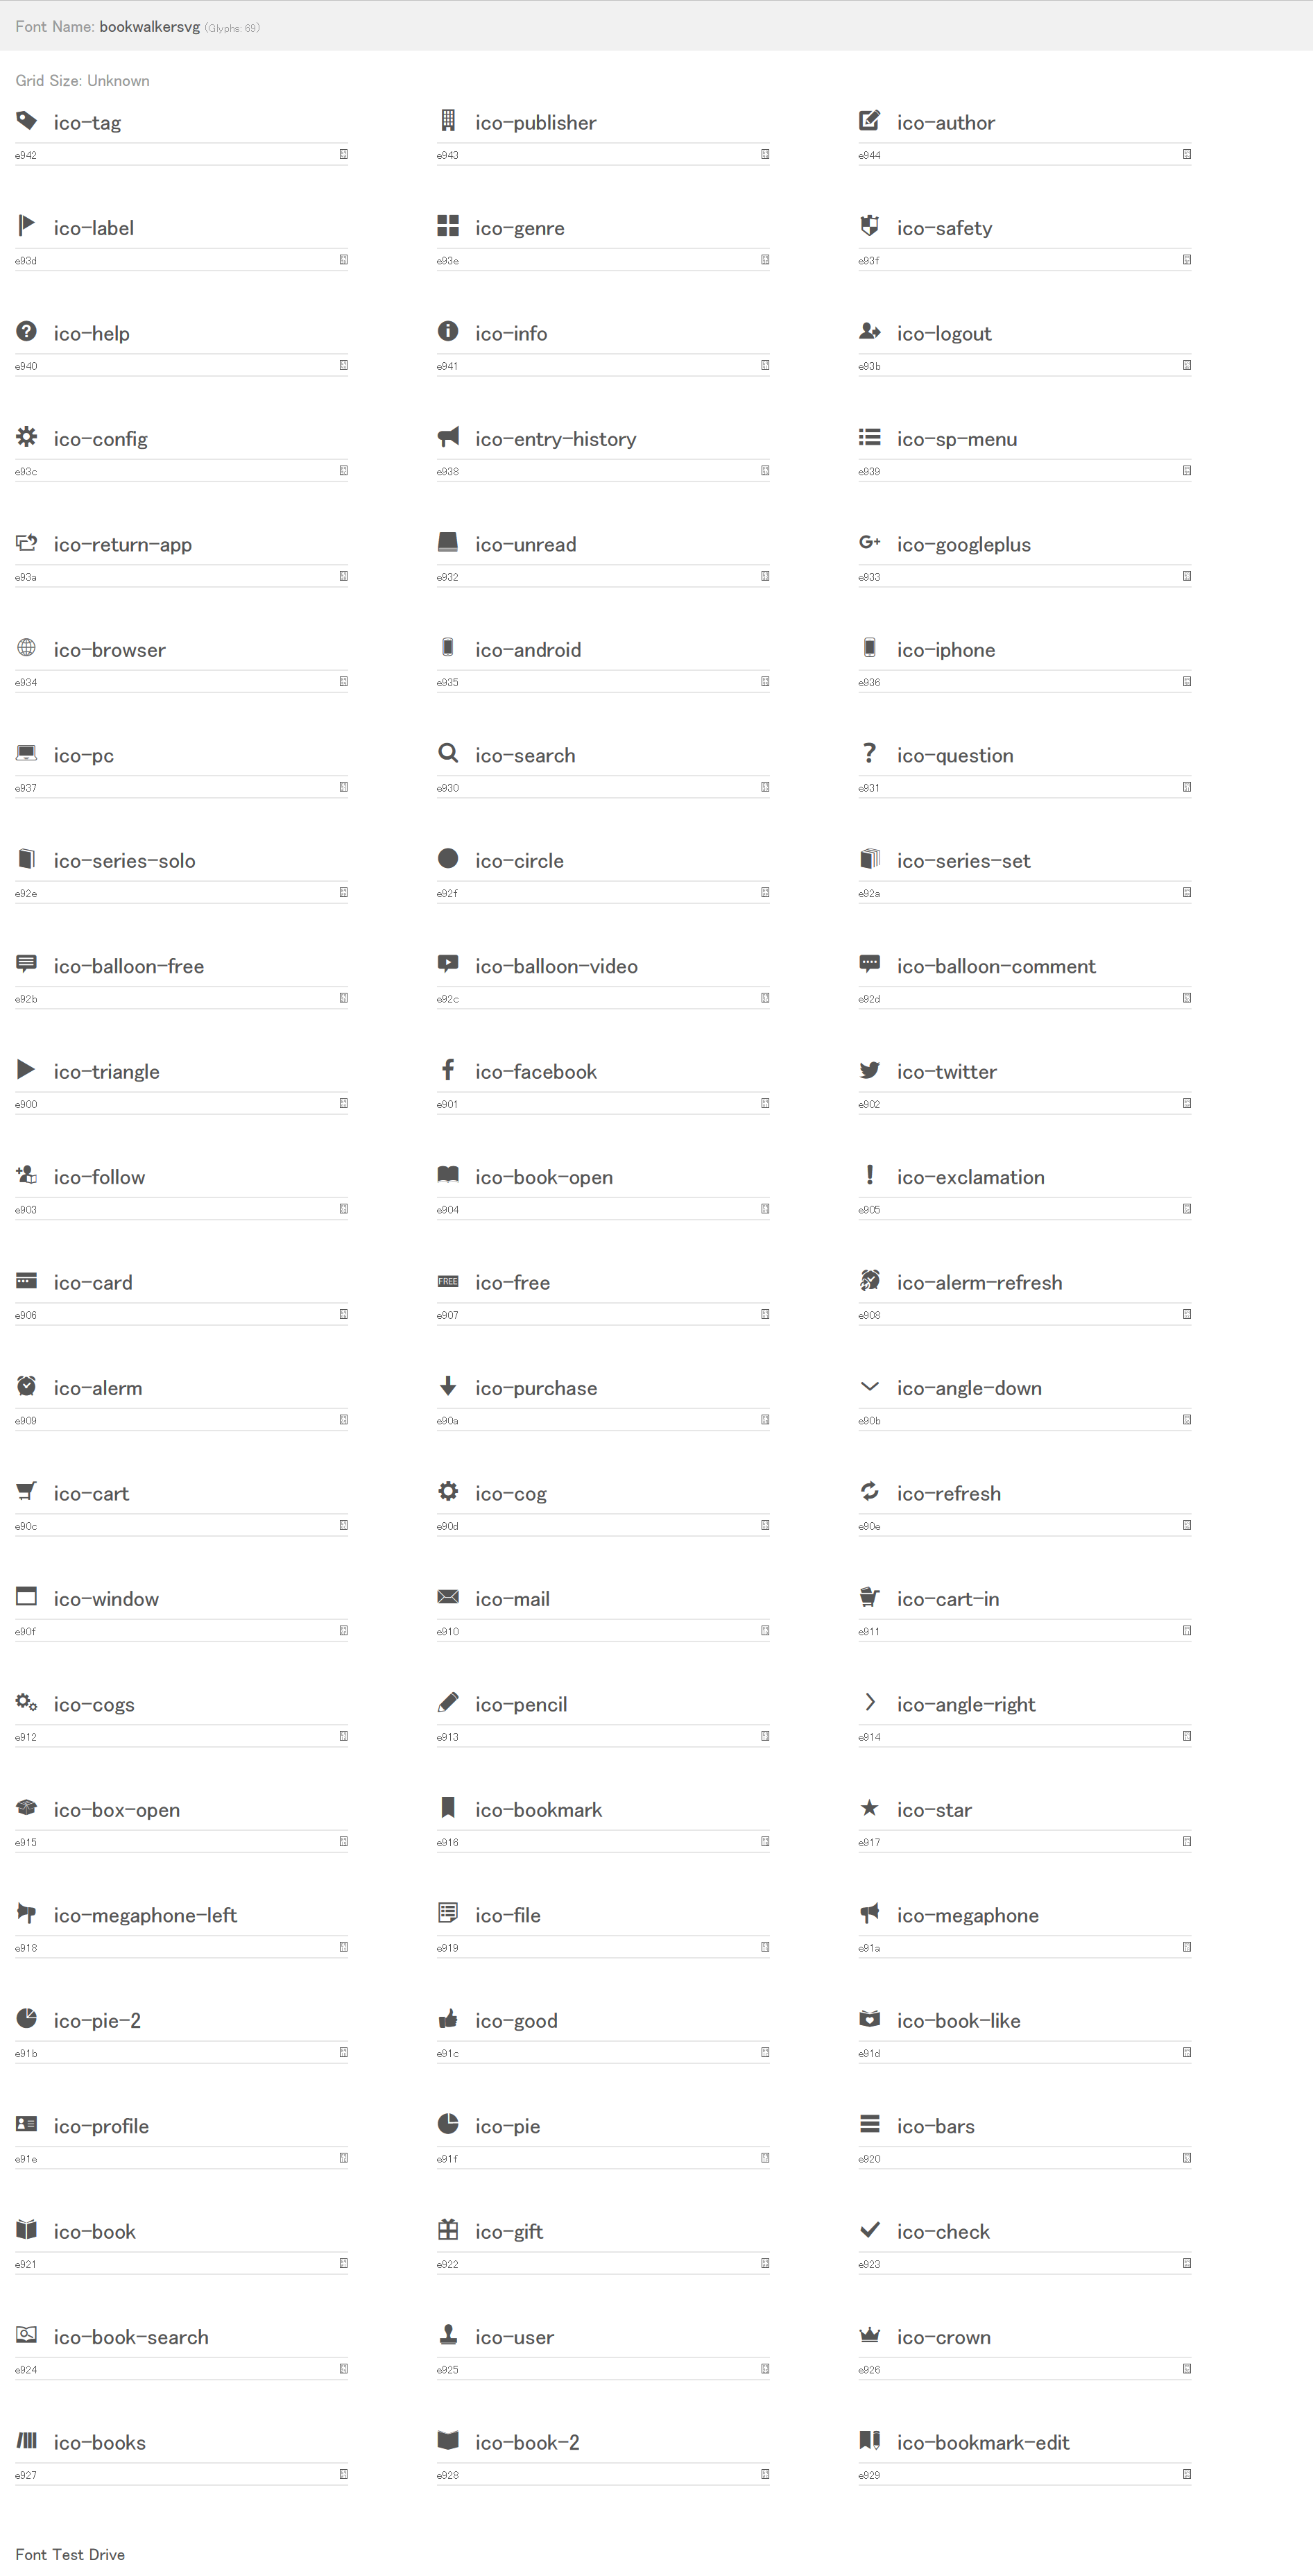 Font Name: bookwalkersvg (Glyphs: 69)
Grid Size: Unknown
ico-tag ico-publisher ico-author
e942 e943 e944
ico-label ico-genre ico-safety
e93d e93e e93f
ico-help ico-info ico-logout
e940 e941 e93b
ico-config ico-entry-history ico-sp-menu
e93c e938 e939
ico-return-app ico-unread ico-googleplus
e93a e932 e933
ico-browser ico-android ico-iphone
e934 e935 e936
ico-pc ico-search ico-question
e937 e930 e931
ico-series-solo ico-circle ico-series-set
e92e e92f e92a
ico-balloon-free ico-balloon-video ico-balloon-comment
e92b e92c e92d
ico-triangle ico-facebook ico-twitter
e900 e901 e902
ico-follow ico-book-open ico-exclamation
e903 e904 e905
ico-card FREE ico-free ico-alerm-refresh
e906 e907 e908
ico-alerm ico-purchase ico-angle-down
e909 e90a e90b
ico-cart ico-cog ico-refresh
e90c e90d e90e
ico-window ico-mail ico-cart-in
e90f e910 e911
ico-cogs ico-pencil ico-angle-right
e912 e913 e914
ico-box-open ico-bookmark ico-star
e915 e916 e917
ico-megaphone-left ico-file ico-megaphone
e918 e919 e91a
ico-pie-2 ico-good ico-book-like
e91b e91c e91d
ico-profile ico-pie ico-bars
e91e e91f e920
ico-book ico-gift ico-check
e921 e922 e923
ico-book-search ico-user ico-crown
e924 e925 e926
ico-books ico-book-2 ico-bookmark-edit
e927 e928 e929
Font Test Drive